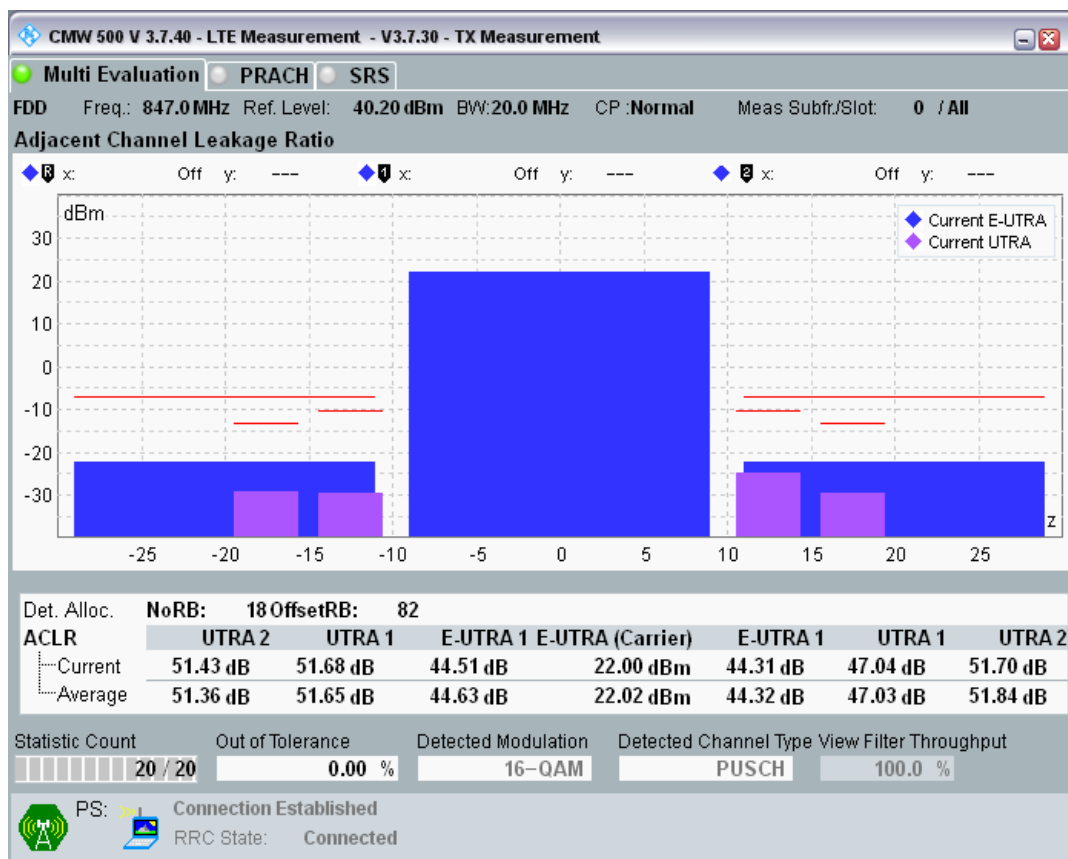 CMW 500 V 3.7.40 - LTE Measurement - V3.7.30 - TX Measurement
Multi Evaluation PRACH SRS
FDD Freq.: 847.0 MHz Ref. Level: 40.20 dBm BW: 20.0 MHz CP :Normal Meas Subfr./Slot: 0 / All
Adjacent Channel Leakage Ratio
R x: Off y: --- 1 x: Off y: --- 2 x: Off y: ---
dBm
Current E-UTRA
Current UTRA
30
20
10
0
-10
-20
-30
z
-25 -20 -15 -10 -5 0 5 10 15 20 25
Det. Alloc. NoRB: 18 OffsetRB: 82
ACLR UTRA 2 UTRA 1 E-UTRA 1 E-UTRA (Carrier) E-UTRA 1 UTRA 1 UTRA 2
Current 51.43 dB 51.68 dB 44.51 dB 22.00 dBm 44.31 dB 47.04 dB 51.70 dB
Average 51.36 dB 51.65 dB 44.63 dB 22.02 dBm 44.32 dB 47.03 dB 51.84 dB
Statistic Count Out of Tolerance Detected Modulation Detected Channel Type View Filter Throughput
20 / 20 0.00 % 16-QAM PUSCH 100.0 %
PS: Connection Established
RRC State: Connected